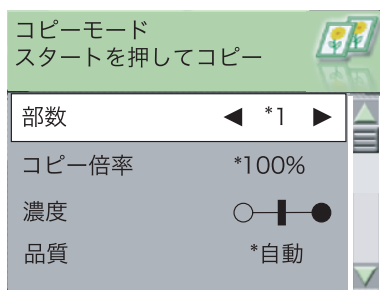 コピーモード
スタートを押してコピー
部数 ◀ *1 ▶
コピー倍率 *100%
濃度
品質 *自動